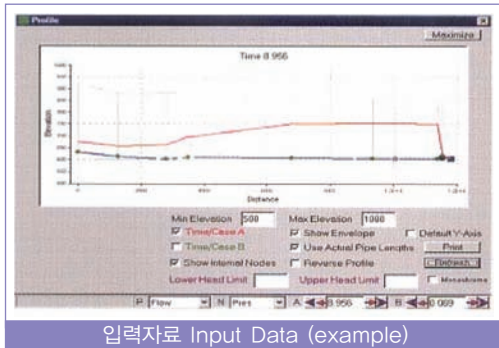 Profile
Maximize
Time 8 956
Elevation
Distance
Min Elevation 500 Max Elevation 1000
Time/Case A Show Envelope Default Y-Axis
Time/Case B Use Actual Pipe Lengths Print
Show Internal Nodes Reverse Profile Refresh
Lower Head Limit Upper Head Limit Monochrome
P Flow N Pres A 8 956 B 0 069
입력자료 Input Data (example)